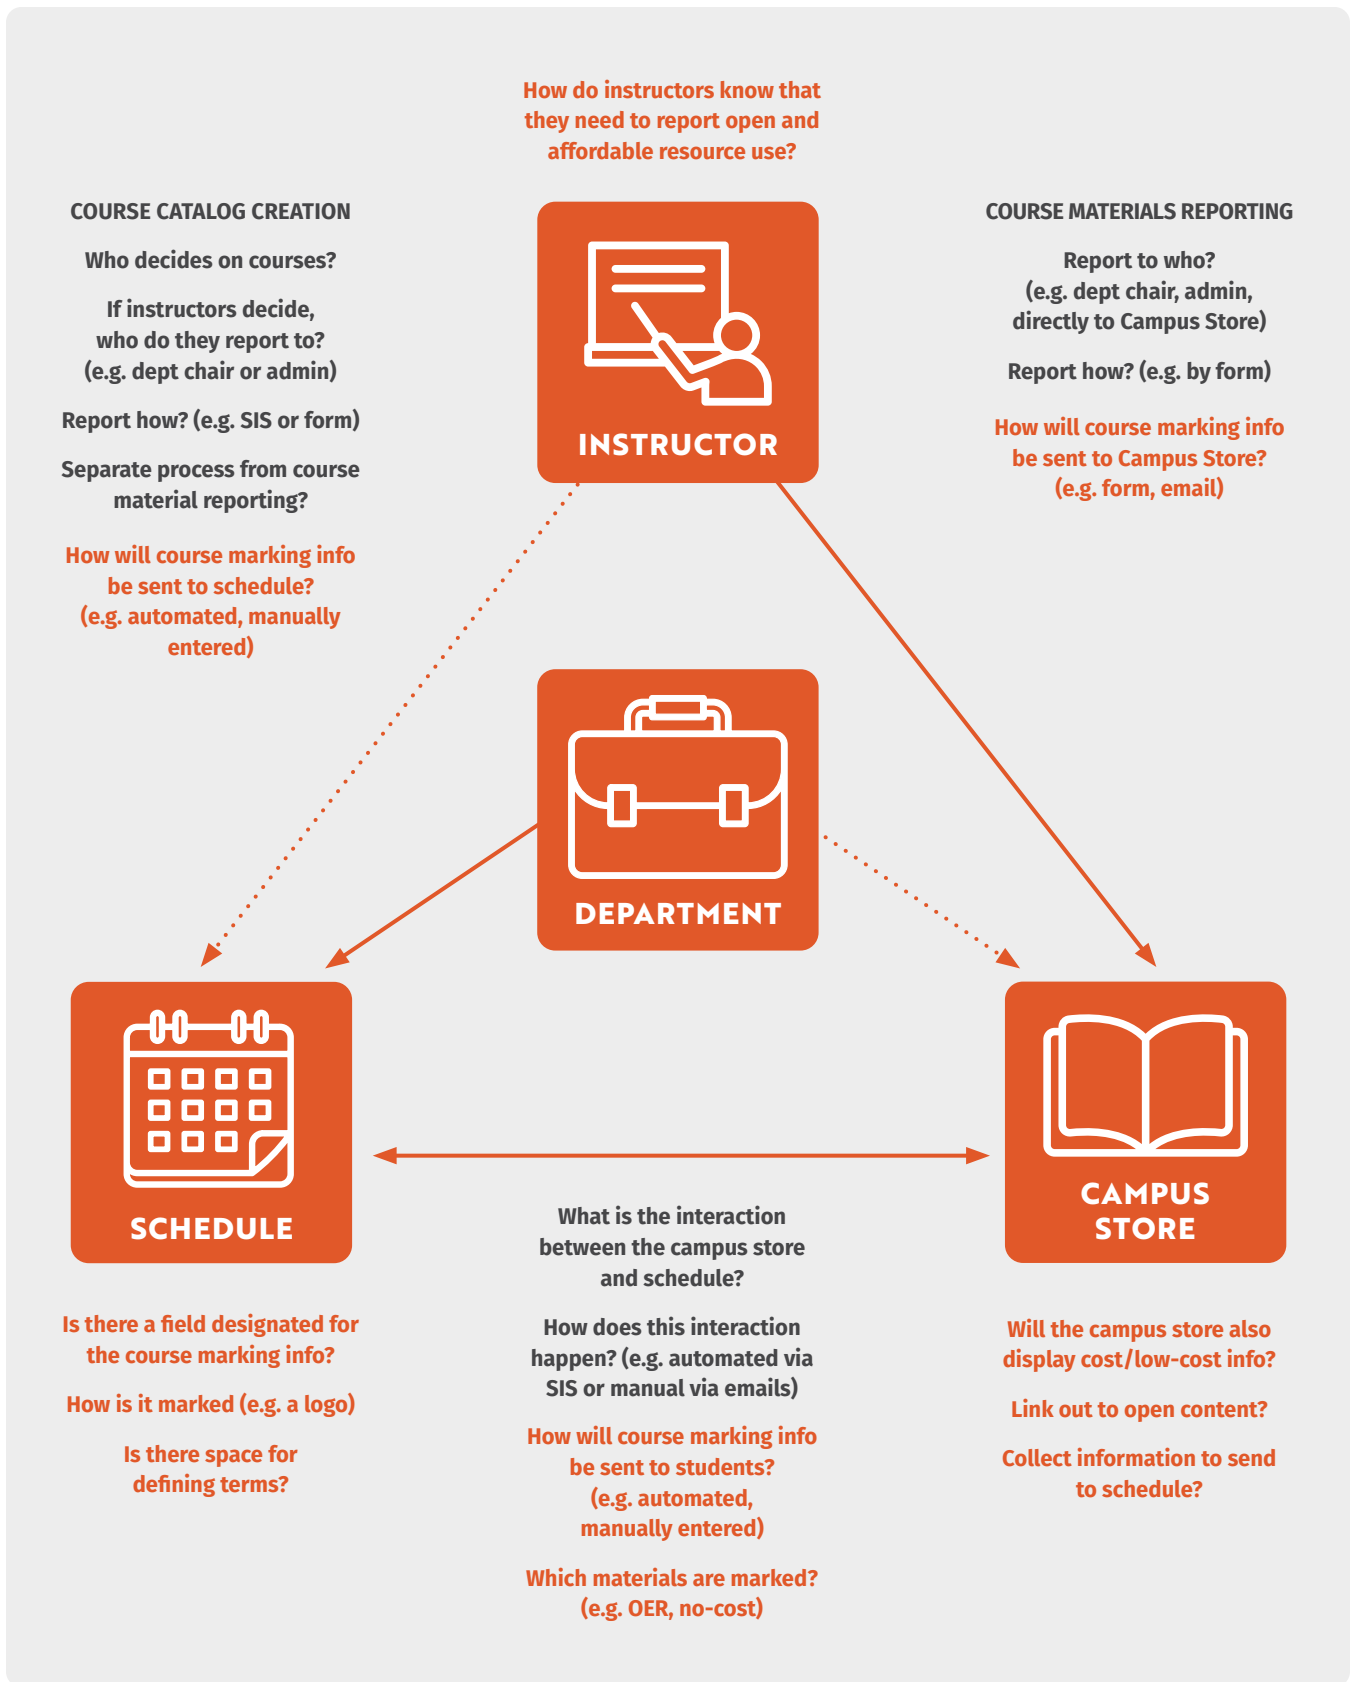 How do instructors know that
they need to report open and
affordable resource use?
COURSE CATALOG CREATION
Who decides on courses?
If instructors decide,
who do they report to?
(e.g. dept chair or admin)
Report how? (e.g. SIS or form)
Separate process from course
material reporting?
How will course marking info
be sent to schedule?
(e.g. automated, manually
entered)
INSTRUCTOR
COURSE MATERIALS REPORTING
Report to who?
(e.g. dept chair, admin,
directly to Campus Store)
Report how? (e.g. by form)
How will course marking info
be sent to Campus Store?
(e.g. form, email)
DEPARTMENT
SCHEDULE
Is there a field designated for
the course marking info?
How is it marked (e.g. a logo)
Is there space for
defining terms?
What is the interaction
between the campus store
and schedule?
How does this interaction
happen? (e.g. automated via
SIS or manual via emails)
How will course marking info
be sent to students?
(e.g. automated,
manually entered)
Which materials are marked?
(e.g. OER, no-cost)
CAMPUS
STORE
Will the campus store also
display cost/low-cost info?
Link out to open content?
Collect information to send
to schedule?